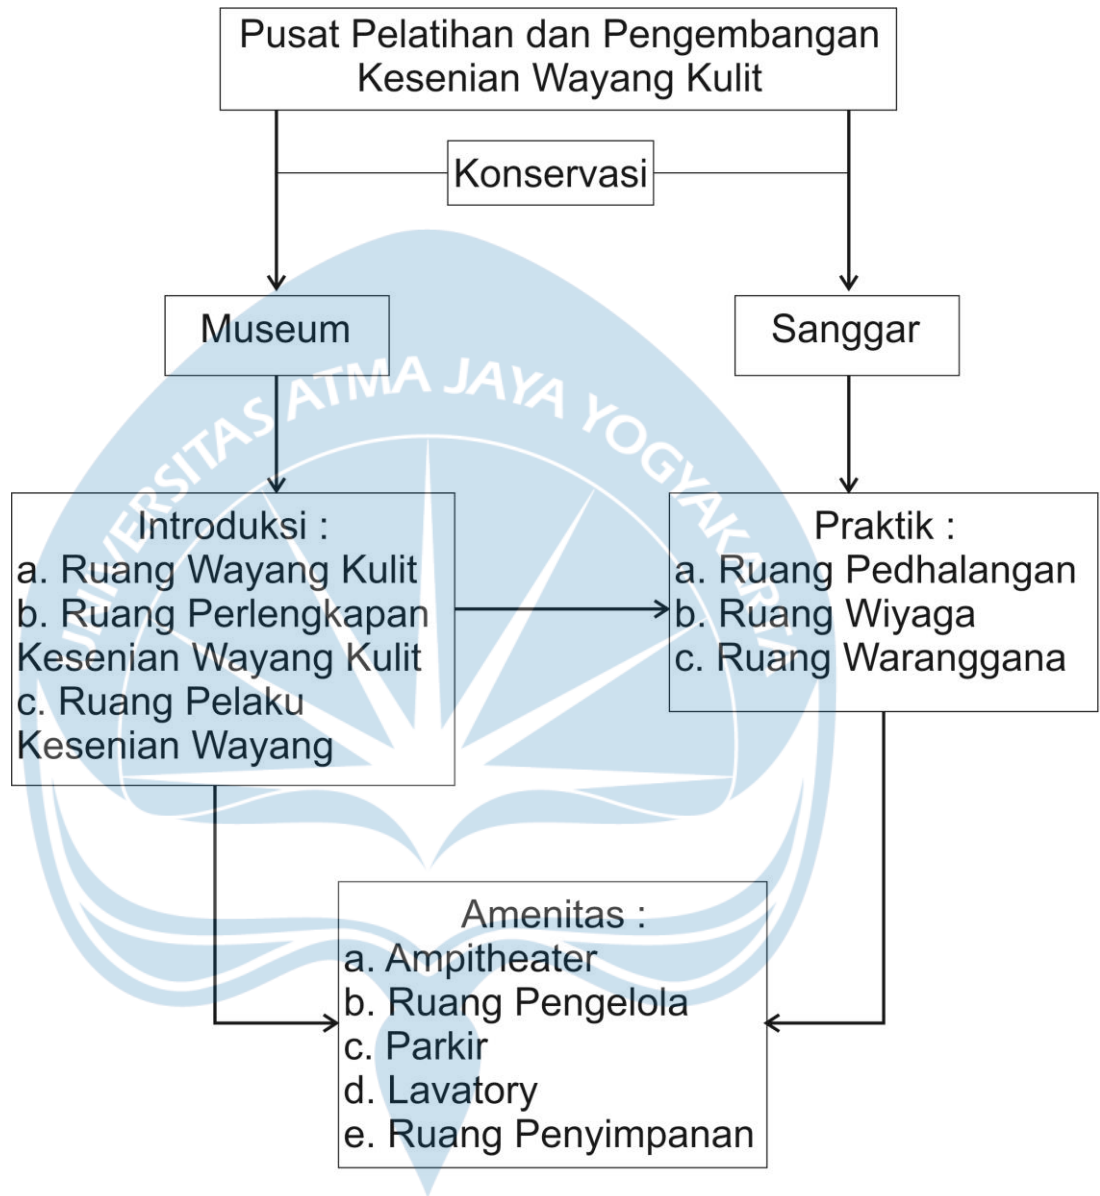 Pusat Pelatihan dan Pengembangan
Kesenian Wayang Kulit
Konservasi
Museum
Sanggar
UNIVERSITAS ATMA JAYA YOGYAKARTA
Introduksi :
a. Ruang Wayang Kulit
b. Ruang Perlengkapan
Kesenian Wayang Kulit
c. Ruang Pelaku
Kesenian Wayang
Praktik :
a. Ruang Pedhalangan
b. Ruang Wiyaga
c. Ruang Waranggana
Amenitas :
a. Ampitheater
b. Ruang Pengelola
c. Parkir
d. Lavatory
e. Ruang Penyimpanan